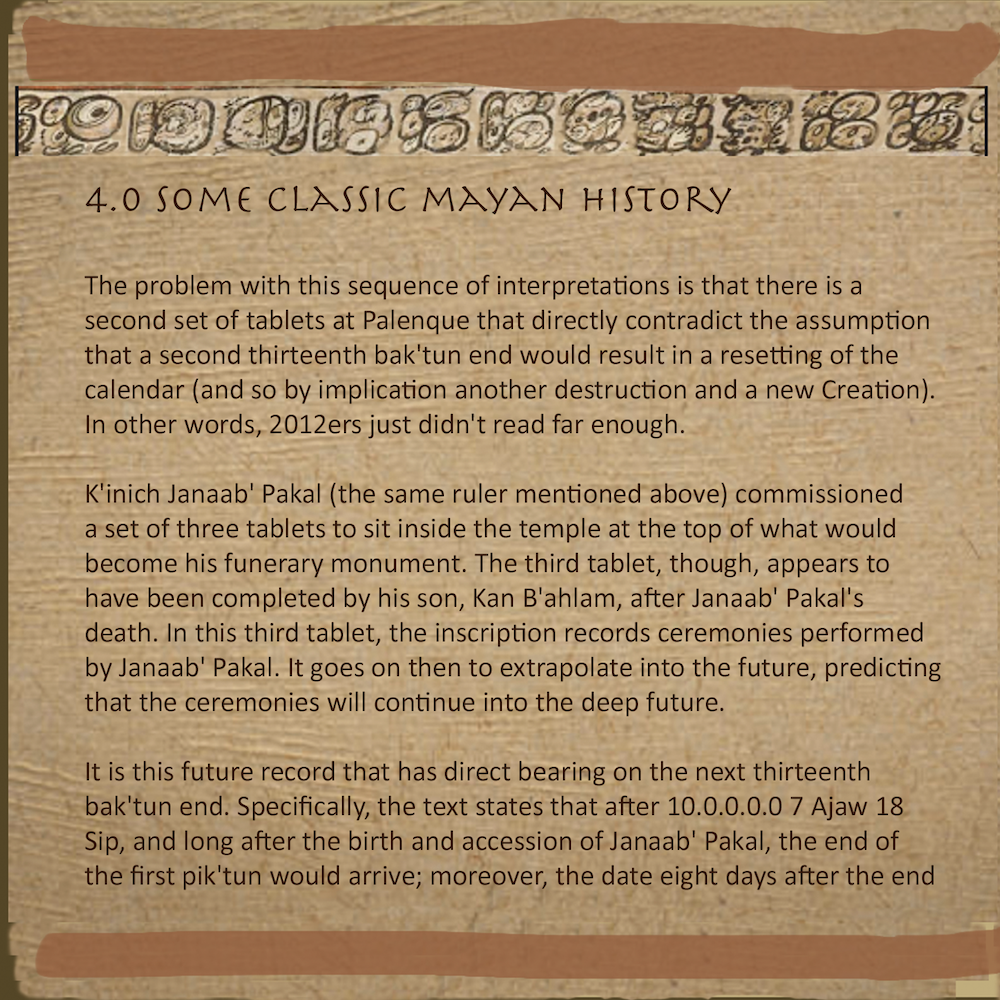 4.0 SOME CLASSIC MAYAN HISTORY
The problem with this sequence of interpretations is that there is a
second set of tablets at Palenque that directly contradict the assumption
that a second thirteenth bak'tun end would result in a resetting of the
calendar (and so by implication another destruction and a new Creation).
In other words, 2012ers just didn't read far enough.
K'inich Janaab' Pakal (the same ruler mentioned above) commissioned
a set of three tablets to sit inside the temple at the top of what would
become his funerary monument. The third tablet, though, appears to
have been completed by his son, Kan B'ahlam, after Janaab' Pakal's
death. In this third tablet, the inscription records ceremonies performed
by Janaab' Pakal. It goes on then to extrapolate into the future, predicting
that the ceremonies will continue into the deep future.
It is this future record that has direct bearing on the next thirteenth
bak'tun end. Specifically, the text states that after 10.0.0.0.0 7 Ajaw 18
Sip, and long after the birth and accession of Janaab' Pakal, the end of
the first pik'tun would arrive; moreover, the date eight days after the end